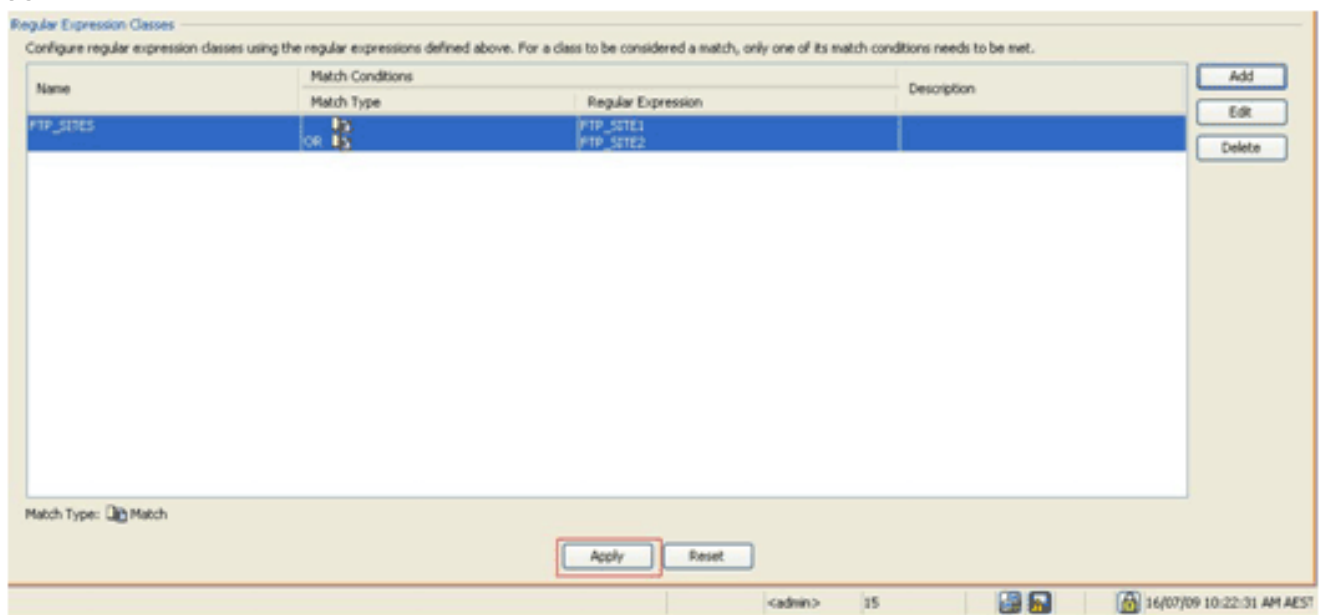 Regular Expression Classes
Configure regular expression classes using the regular expressions defined above. For a class to be considered a match, only one of its match conditions needs to be met.
Name
Match Conditions
Description
Match Type
Regular Expression
Add
Edit
Delete
FTP_SITES
FTP_SITE1
OR
FTP_SITE2
Match Type: Match
Apply
Reset
<admin>
15
16/07/09 10:22:31 AM AEST